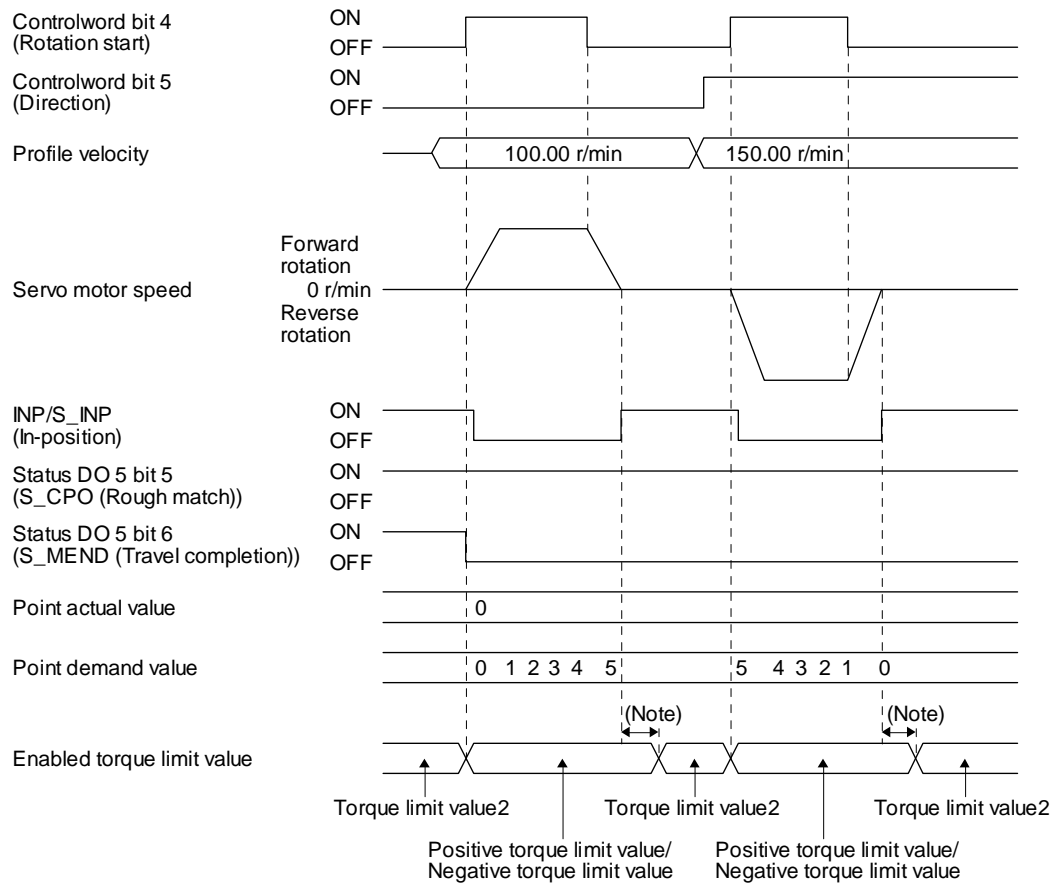 Controlword bit 4
(Rotation start)
ON
OFF
Controlword bit 5
(Direction)
ON
OFF
Profile velocity
100.00 r/min
150.00 r/min
Servo motor speed
Forward
rotation
0 r/min
Reverse
rotation
INP/S_INP
(In-position)
ON
OFF
Status DO 5 bit 5
(S_CPO (Rough match))
ON
OFF
Status DO 5 bit 6
(S_MEND (Travel completion))
ON
OFF
Point actual value
0
Point demand value
0 1 2 3 4 5
5 4 3 2 1 0
(Note)
(Note)
Enabled torque limit value
Torque limit value2
Torque limit value2
Torque limit value2
Positive torque limit value/
Negative torque limit value
Positive torque limit value/
Negative torque limit value